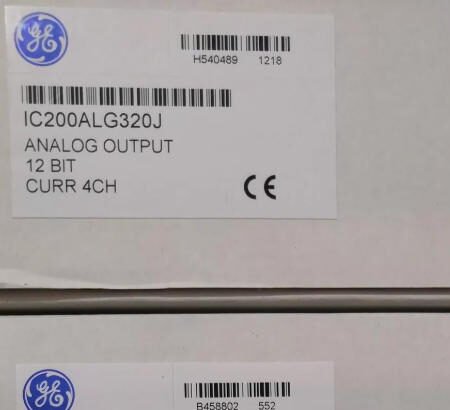 GE
H540489 1218
IC200ALG320J
ANALOG OUTPUT
12 BIT
CURR 4CH
CE
GE
B458802 552